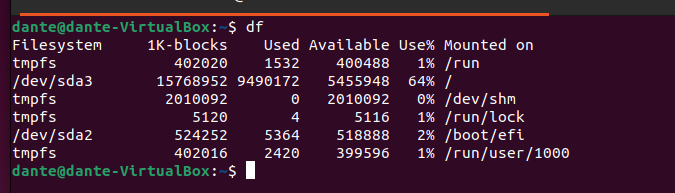 dante@dante-VirtualBox:~$ df
Filesystem     1K-blocks    Used Available Use% Mounted on
tmpfs             402020    1532    400488   1% /run
/dev/sda3       15768952 9490172   5455948  64% /
tmpfs            2010092       0   2010092   0% /dev/shm
tmpfs               5120       4      5116   1% /run/lock
/dev/sda2         524252    5364    518888   2% /boot/efi
tmpfs             402016    2420    399596   1% /run/user/1000
dante@dante-VirtualBox:~$